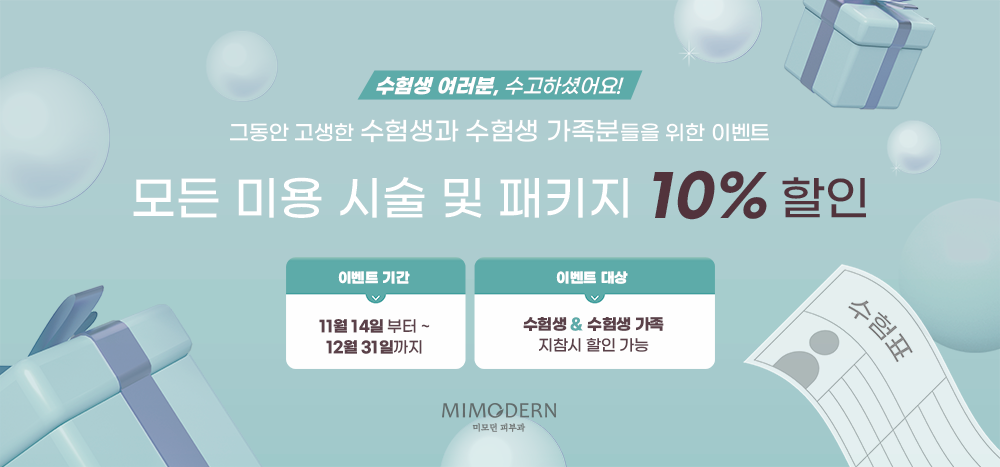 수험생 여러분, 수고하셨어요!
그동안 고생한 수험생과 수험생 가족분들을 위한 이벤트
모든 미용 시술 및 패키지 10% 할인
이벤트 기간
11월 14일 부터 ~
12월 31일까지
이벤트 대상
수험생 & 수험생 가족
지참시 할인 가능
수험표
MIMODERN
미모던 피부과